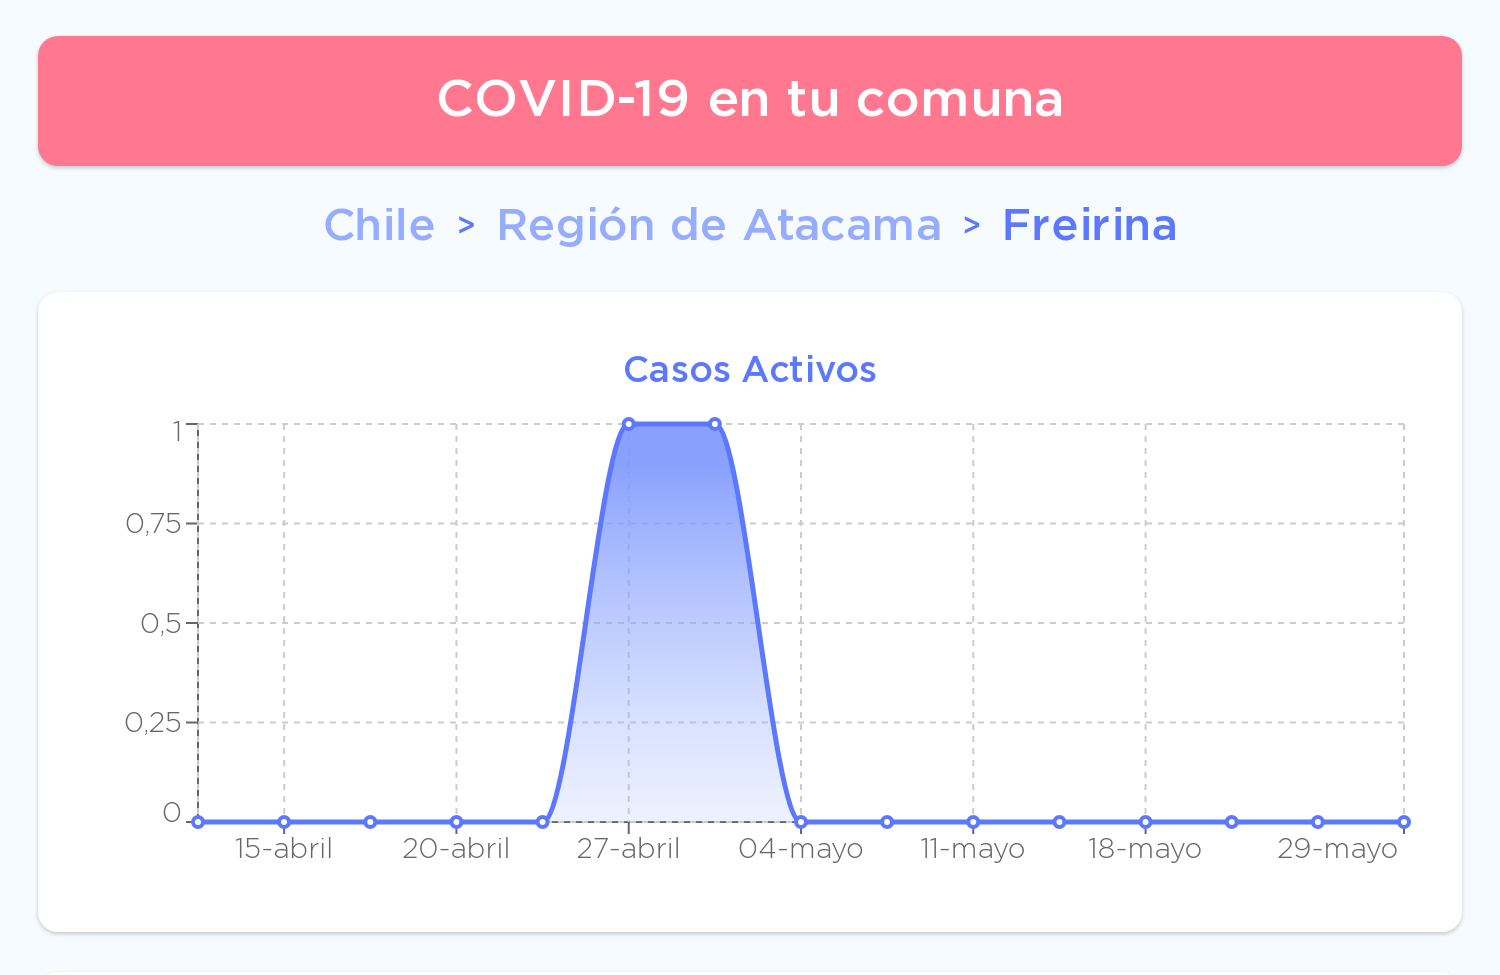 COVID-19 en tu comuna
Chile > Región de Atacama > Freirina
Casos Activos
1
0,75
0,5
0,25
0
15-abril 20-abril 27-abril 04-mayo 11-mayo 18-mayo 29-mayo